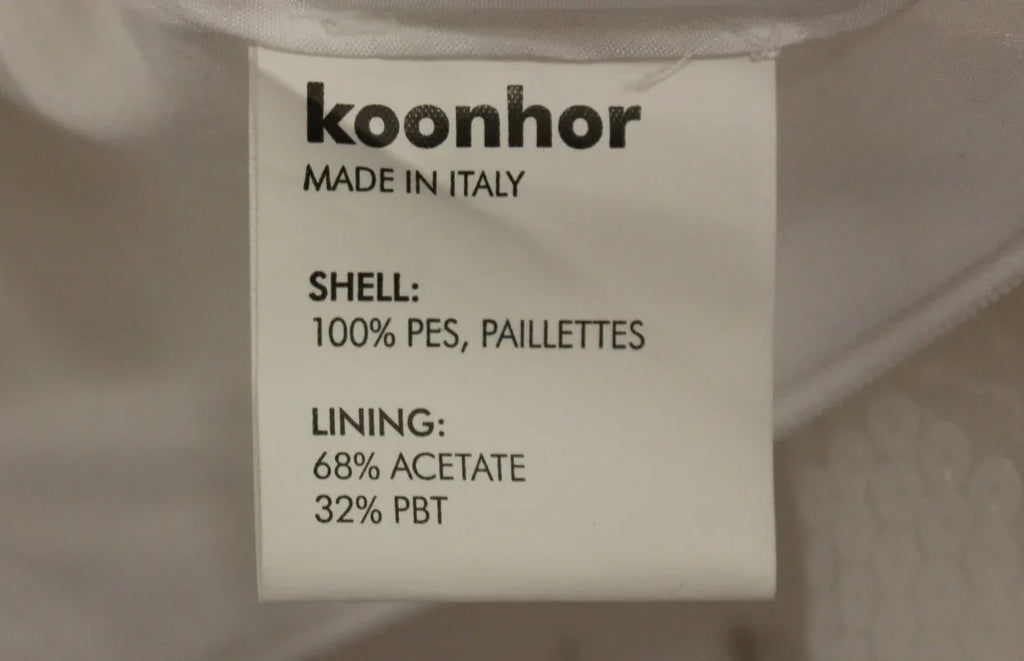 koonhor
MADE IN ITALY
SHELL:
100% PES, PAILLETTES
LINING:
68% ACETATE
32% PBT